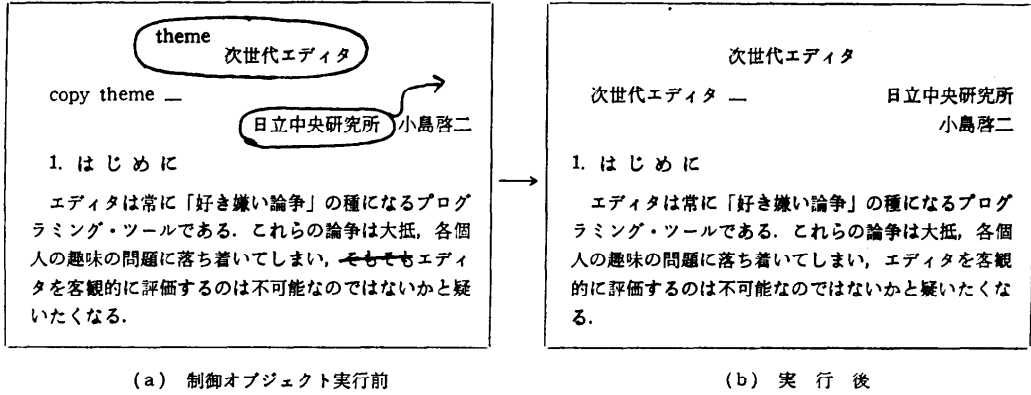 theme
次世代エディタ
copy theme _
日立中央研究所 小島啓二
1. はじめに
エディタは常に「好き嫌い論争」の種になるプログ
ラミング・ツールである．これらの論争は大抵，各個
人の趣味の問題に落ち着いてしまい，そもそもエディ
タを客観的に評価するのは不可能なのではないかと疑
いたくなる．
(a) 制御オブジェクト実行前
次世代エディタ
次世代エディタ _ 日立中央研究所
小島啓二
1. はじめに
エディタは常に「好き嫌い論争」の種になるプログ
ラミング・ツールである．これらの論争は大抵，各個
人の趣味の問題に落ち着いてしまい，エディタを客観
的に評価するのは不可能なのではないかと疑いたくな
る．
(b) 実行後